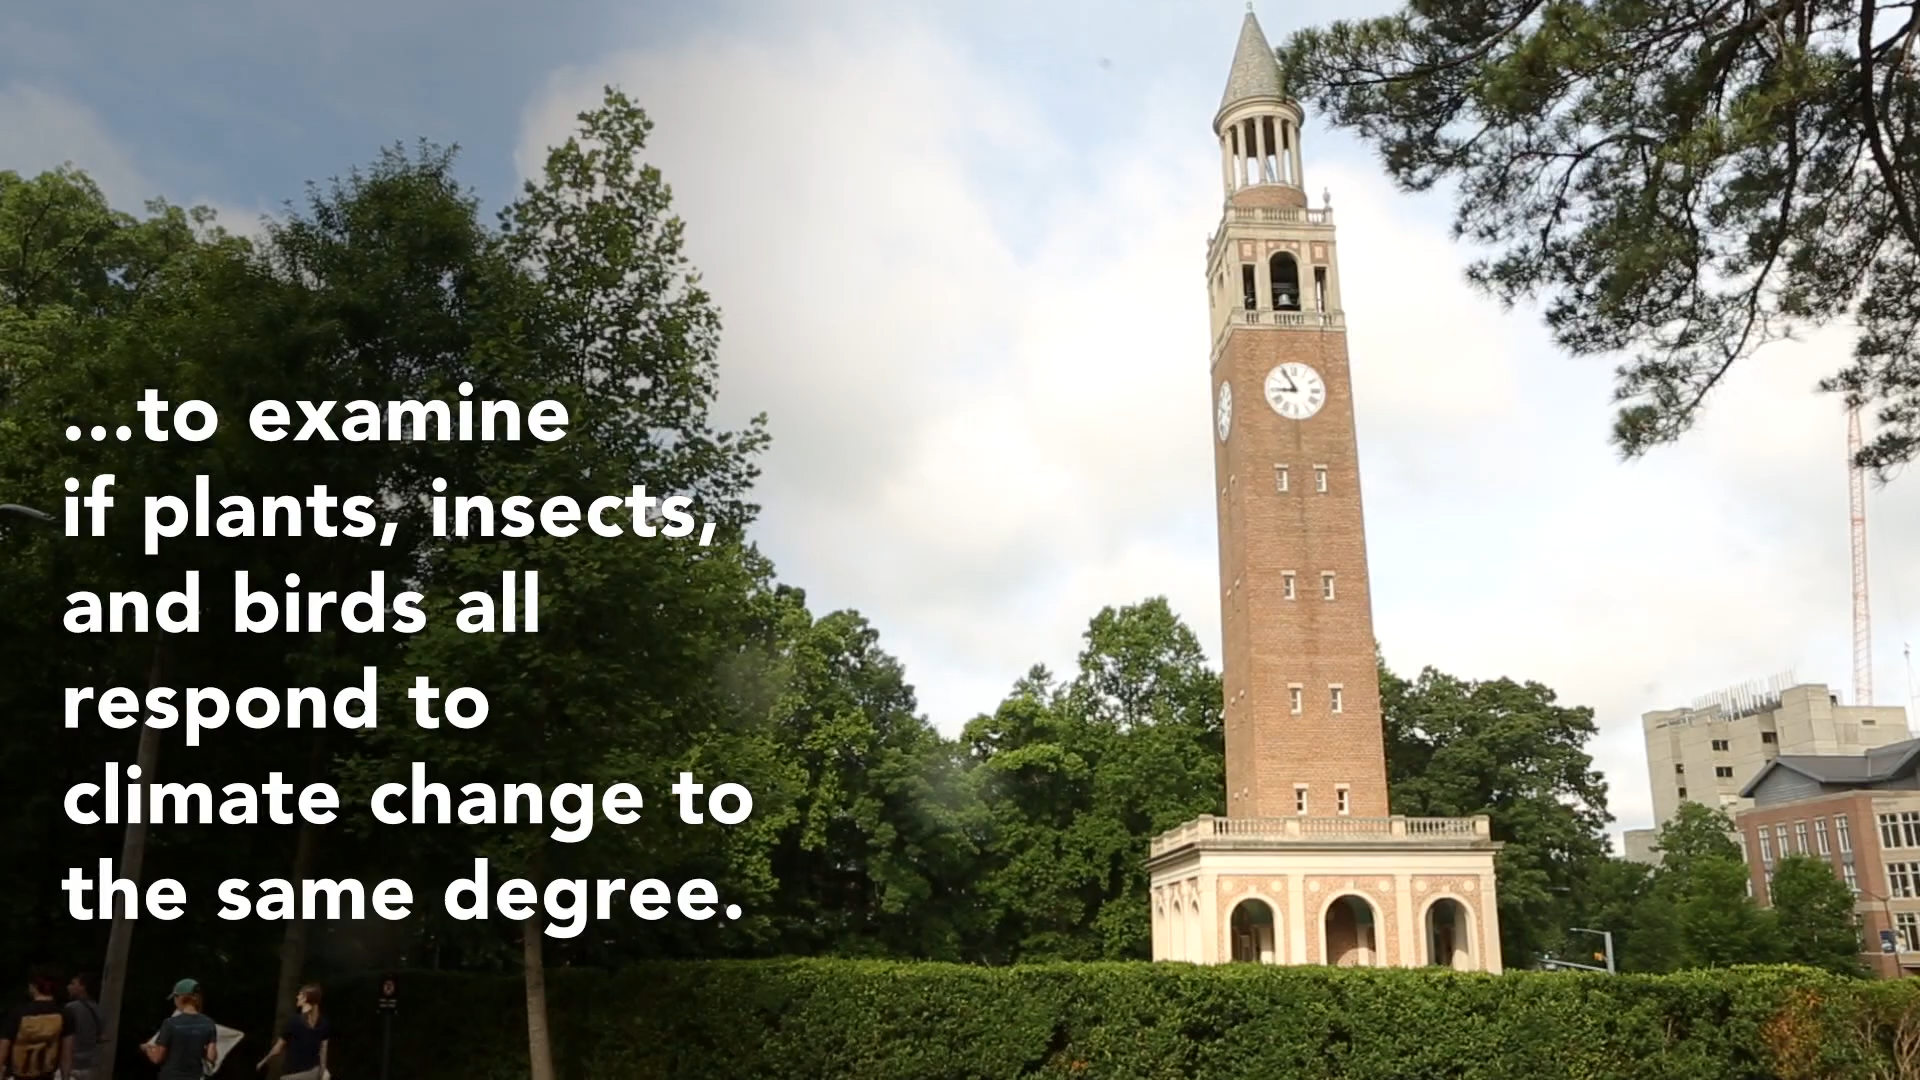 ...to examine
if plants, insects,
and birds all
respond to
climate change to
the same degree.